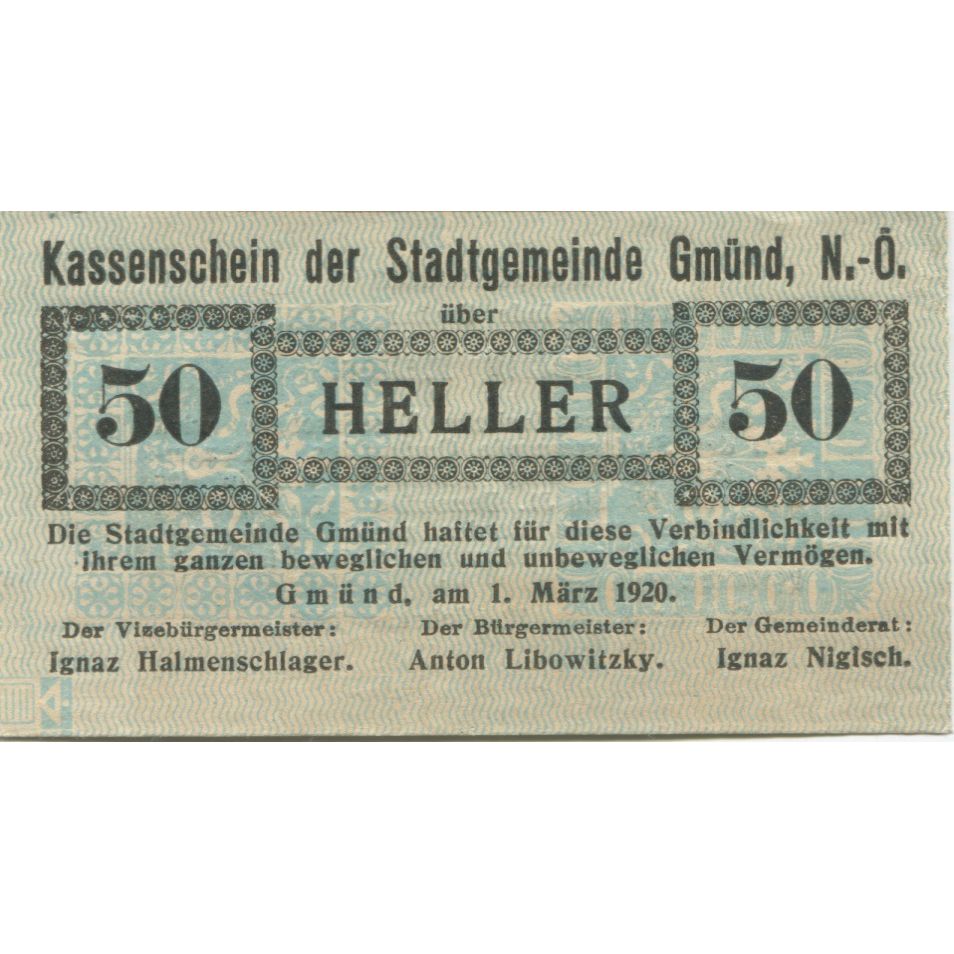 Kassenschein der Stadtgemeinde Gmünd, N.-Ö.
über
50 HELLER 50
Die Stadtgemeinde Gmünd haftet für diese Verbindlichkeit mit
ihrem ganzen beweglichen und unbeweglichen Vermögen.
Gmünd, am 1. März 1920.
Der Vizebürgermeister: Der Bürgermeister: Der Gemeinderat:
Ignaz Halmenschlager. Anton Libowitzky. Ignaz Nigisch.